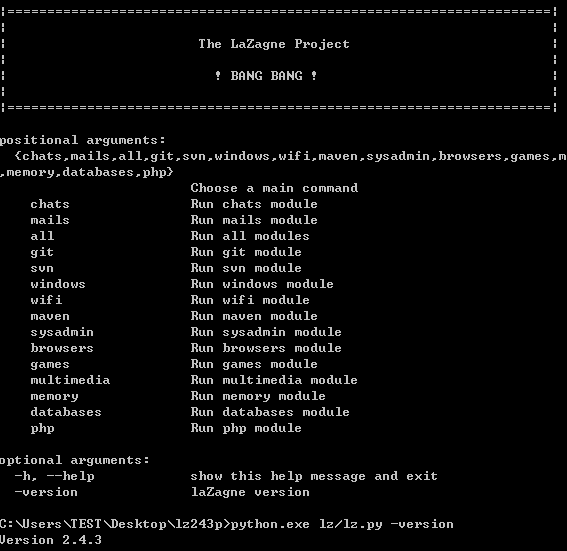 ¦====================================================================¦
¦ ¦
¦ The LaZagne Project ¦
¦ ¦
¦ ! BANG BANG ! ¦
¦ ¦
¦====================================================================¦
positional arguments:
{chats,mails,all,git,svn,windows,wifi,maven,sysadmin,browsers,games,m
,memory,databases,php}
Choose a main command
chats Run chats module
mails Run mails module
all Run all modules
git Run git module
svn Run svn module
windows Run windows module
wifi Run wifi module
maven Run maven module
sysadmin Run sysadmin module
browsers Run browsers module
games Run games module
multimedia Run multimedia module
memory Run memory module
databases Run databases module
php Run php module
optional arguments:
-h, --help show this help message and exit
-version laZagne version
C:\Users\TEST\Desktop\lz243p>python.exe lz/lz.py -version
Version 2.4.3